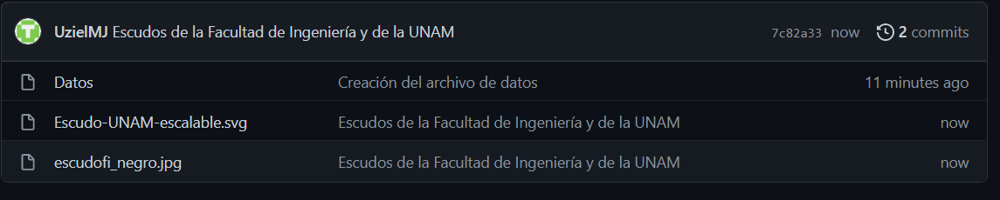 UzielMJ Escudos de la Facultad de Ingeniería y de la UNAM 7c82a33 now 2 commits
Datos Creación del archivo de datos 11 minutes ago
Escudo-UNAM-escalable.svg Escudos de la Facultad de Ingeniería y de la UNAM now
escudofi_negro.jpg Escudos de la Facultad de Ingeniería y de la UNAM now